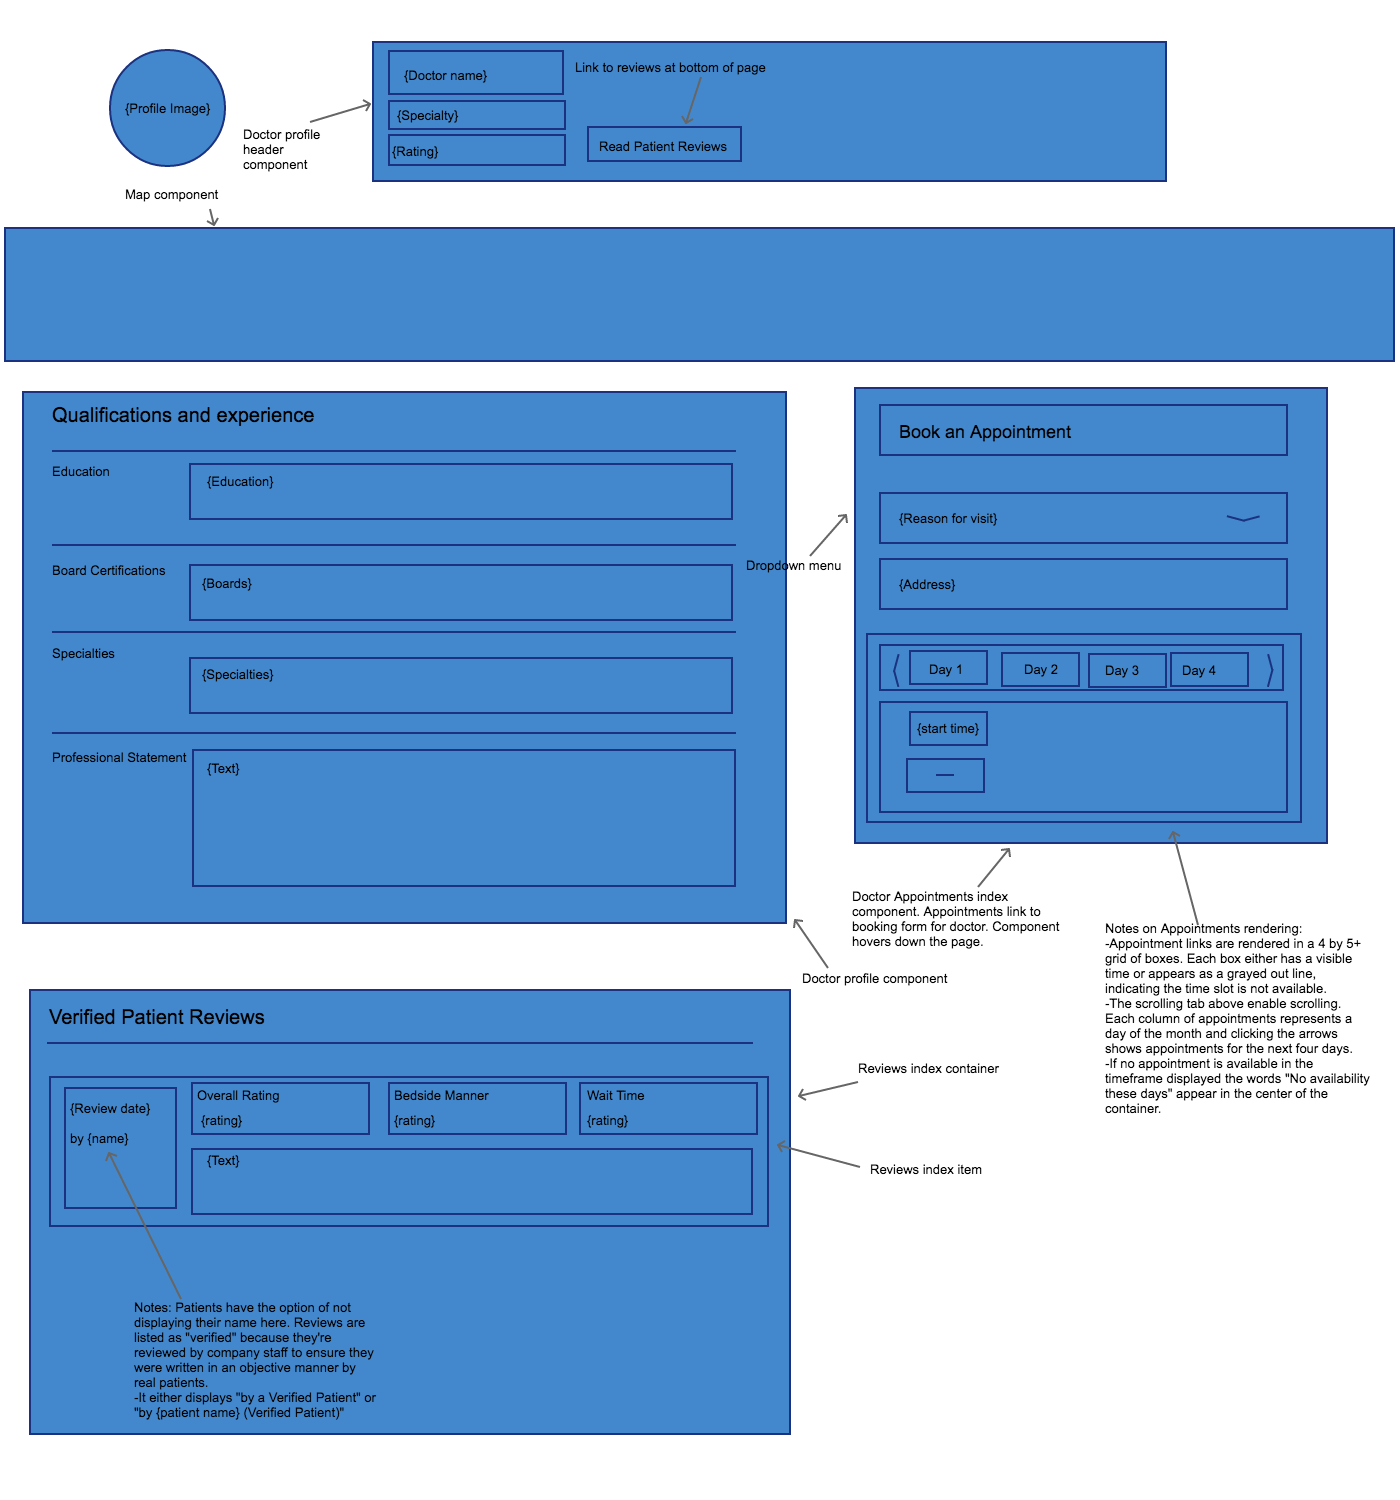 {Profile Image}
Doctor profile
header
component
{Doctor name}
{Specialty}
{Rating}
Link to reviews at bottom of page
Read Patient Reviews
Map component
Qualifications and experience
Education
{Education}
Board Certifications
{Boards}
Specialties
{Specialties}
Professional Statement
{Text}
Dropdown menu
Book an Appointment
{Reason for visit}
{Address}
Day 1
Day 2
Day 3
Day 4
{start time}
Doctor Appointments index
component. Appointments link to
booking form for doctor. Component
hovers down the page.
Notes on Appointments rendering:
-Appointment links are rendered in a 4 by 5+
grid of boxes. Each box either has a visible
time or appears as a grayed out line,
indicating the time slot is not available.
-The scrolling tab above enable scrolling.
Each column of appointments represents a
day of the month and clicking the arrows
shows appointments for the next four days.
-If no appointment is available in the
timeframe displayed the words "No availability
these days" appear in the center of the
container.
Doctor profile component
Verified Patient Reviews
{Review date}
by {name}
Overall Rating
{rating}
Bedside Manner
{rating}
Wait Time
{rating}
{Text}
Reviews index container
Reviews index item
Notes: Patients have the option of not
displaying their name here. Reviews are
listed as "verified" because they're
reviewed by company staff to ensure they
were written in an objective manner by
real patients.
-It either displays "by a Verified Patient" or
"by {patient name} (Verified Patient)"